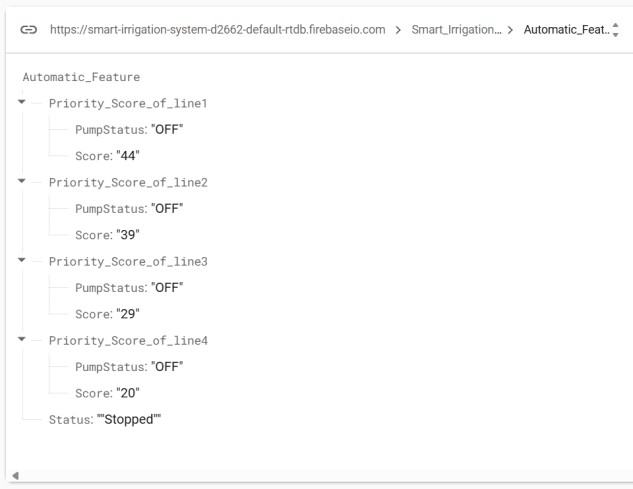 https://smart-irrigation-system-d2662-default-rtdb.firebaseio.com > Smart_Irrigation... > Automatic_Feat..
Automatic_Feature
Priority_Score_of_line1
PumpStatus: "OFF"
Score: "44"
Priority_Score_of_line2
PumpStatus: "OFF"
Score: "39"
Priority_Score_of_line3
PumpStatus: "OFF"
Score: "29"
Priority_Score_of_line4
PumpStatus: "OFF"
Score: "20"
Status: ""Stopped""